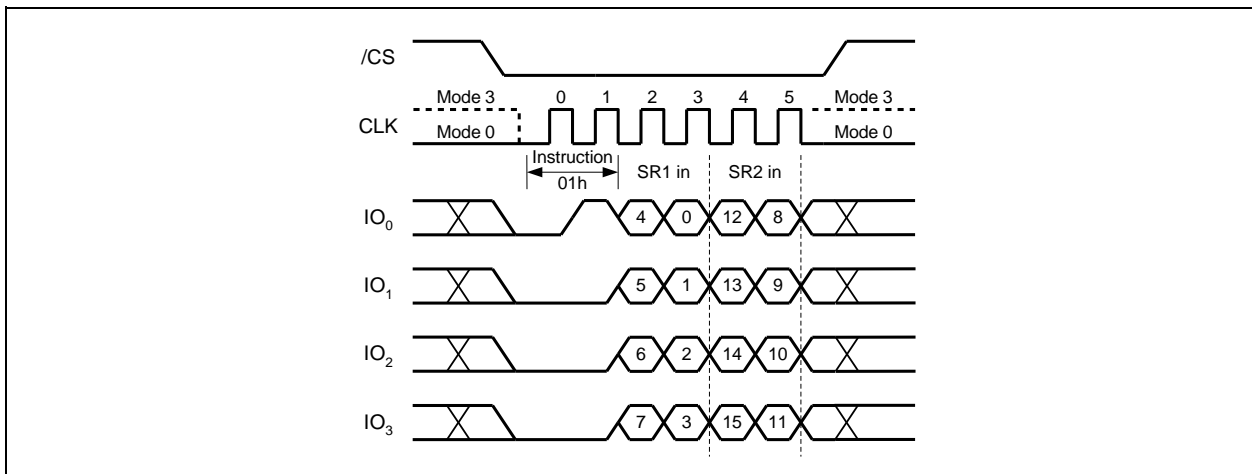 /CS
Mode 3 0 1 2 3 4 5 Mode 3
CLK Mode 0 Mode 0
Instruction
01h SR1 in SR2 in
IO0 4 0 12 8
IO1 5 1 13 9
IO2 6 2 14 10
IO3 7 3 15 11